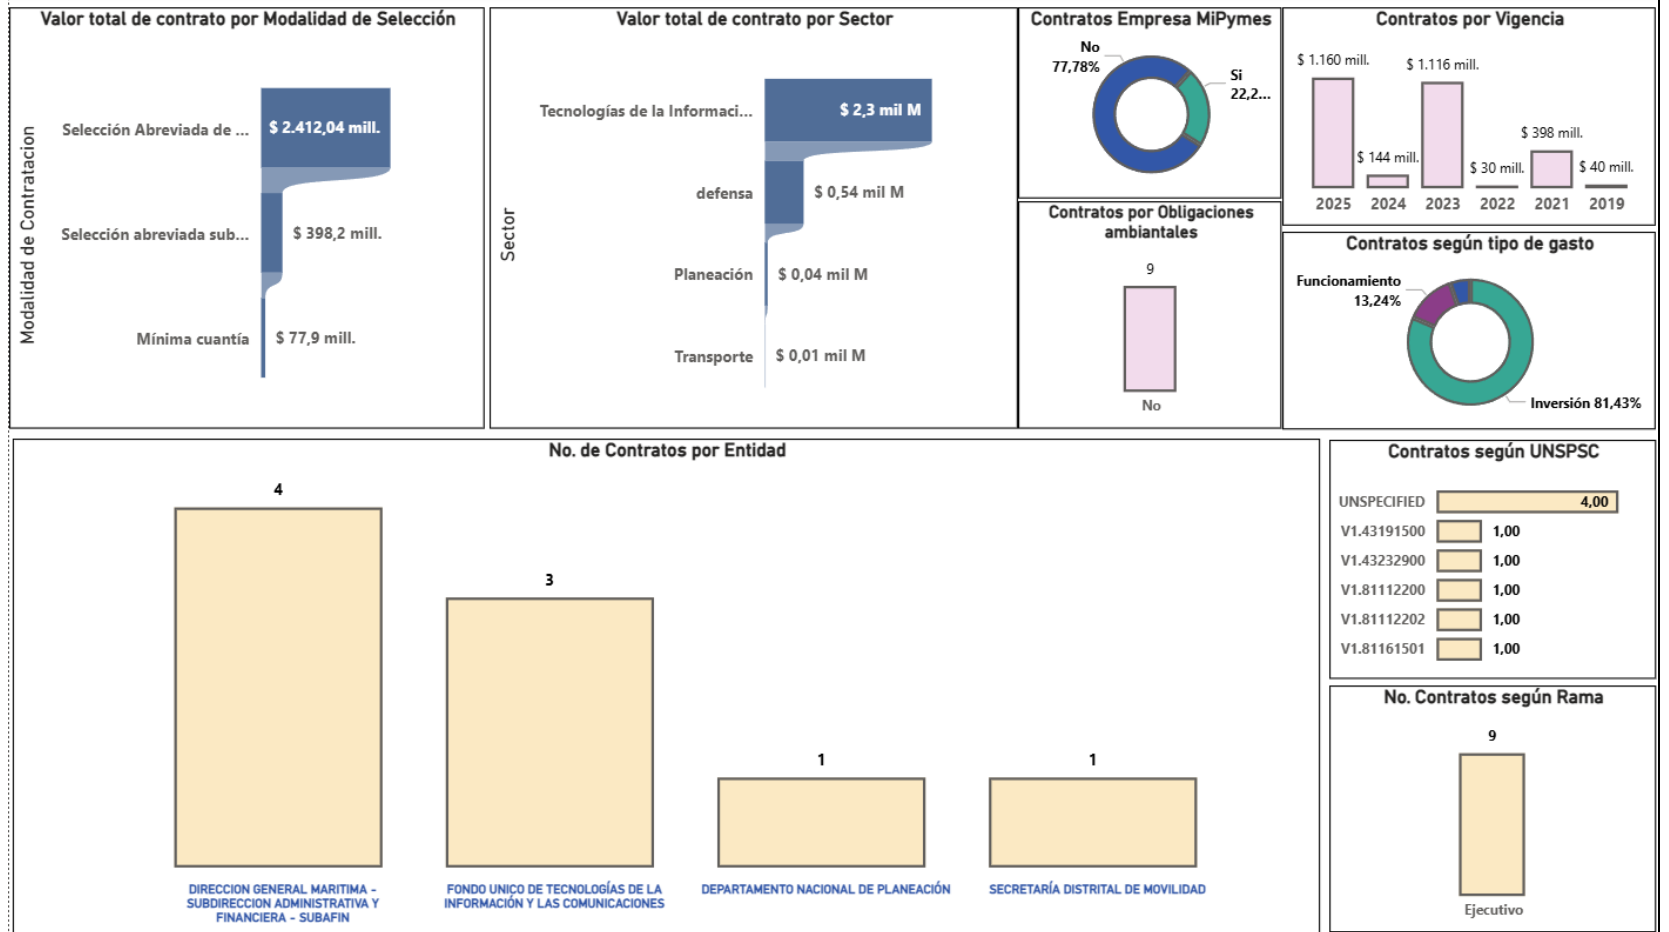 Valor total de contrato por Modalidad de Selección
Modalidad de Contratacion
Selección Abreviada de ...
$ 2.412,04 mill.
Selección abreviada sub...
$ 398,2 mill.
Mínima cuantía
$ 77,9 mill.
Valor total de contrato por Sector
Sector
Tecnologías de la Informaci...
$ 2,3 mil M
defensa
$ 0,54 mil M
Planeación
$ 0,04 mil M
Transporte
$ 0,01 mil M
Contratos Empresa MiPymes
No
77,78%
Si
22,2...
Contratos por Obligaciones
ambiantales
9
No
Contratos por Vigencia
$ 1.160 mill.
$ 144 mill.
$ 1.116 mill.
$ 30 mill.
$ 398 mill.
$ 40 mill.
2025 2024 2023 2022 2021 2019
Contratos según tipo de gasto
Funcionamiento
13,24%
Inversión 81,43%
No. de Contratos por Entidad
4
3
1
1
DIRECCION GENERAL MARITIMA -
SUBDIRECCION ADMINISTRATIVA Y
FINANCIERA - SUBAFIN
FONDO UNICO DE TECNOLOGÍAS DE LA
INFORMACIÓN Y LAS COMUNICACIONES
DEPARTAMENTO NACIONAL DE PLANEACIÓN
SECRETARÍA DISTRITAL DE MOVILIDAD
Contratos según UNSPSC
UNSPECIFIED 4,00
V1.43191500 1,00
V1.43232900 1,00
V1.81112200 1,00
V1.81112202 1,00
V1.81161501 1,00
No. Contratos según Rama
9
Ejecutivo